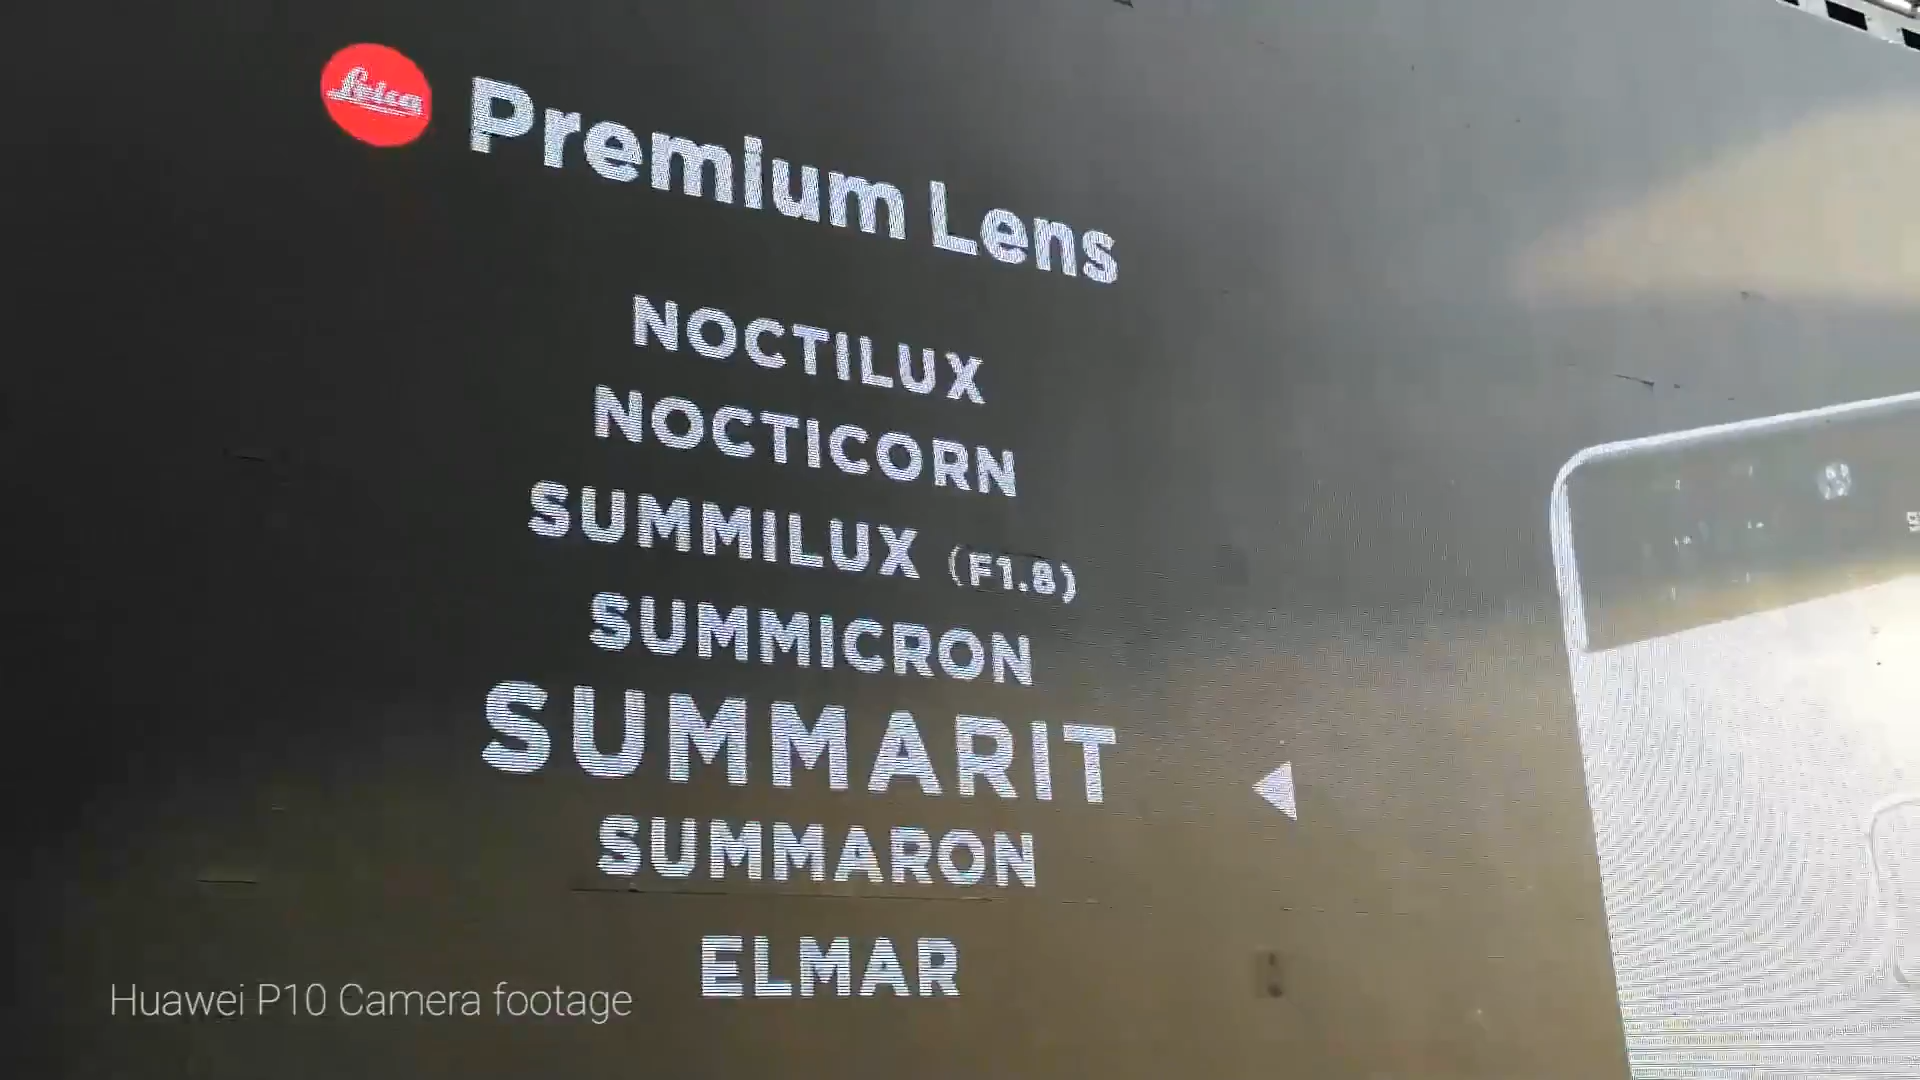 Leica Premium Lens
NOCTILUX
NOCTICORN
SUMMILUX (F1.8)
SUMMICRON
SUMMARIT
SUMMARON
ELMAR
Huawei P10 Camera footage